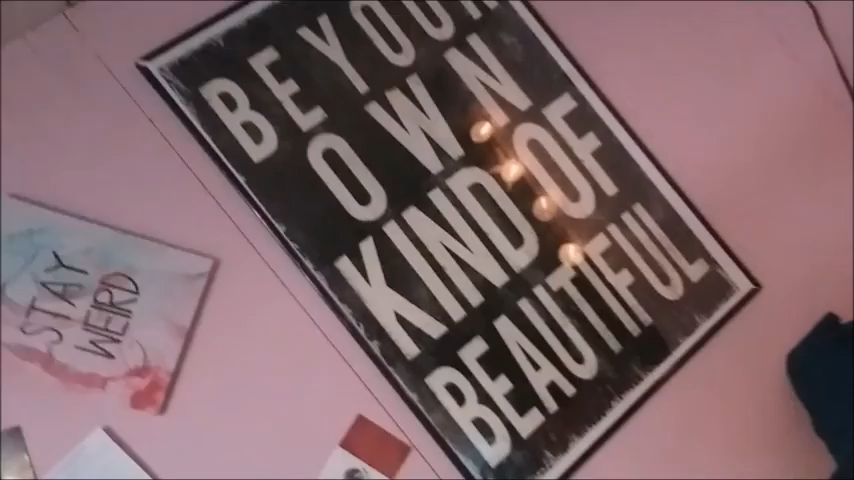 BE YOUR
OWN
KIND OF
BEAUTIFUL
STAY
WEIRD